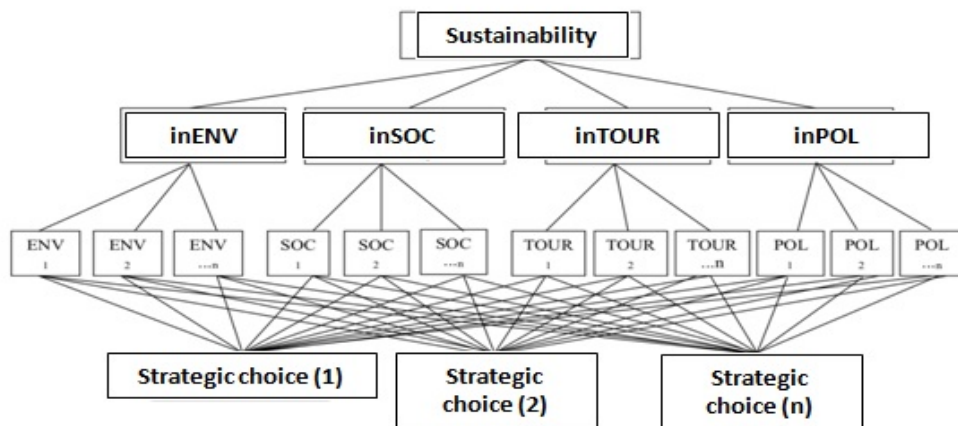 Sustainability
inENV
inSOC
inTOUR
inPOL
ENV
1
ENV
2
ENV
...n
SOC
1
SOC
2
SOC
...n
TOUR
1
TOUR
2
TOUR
...n
POL
1
POL
2
POL
...n
Strategic choice (1)
Strategic
choice (2)
Strategic
choice (n)